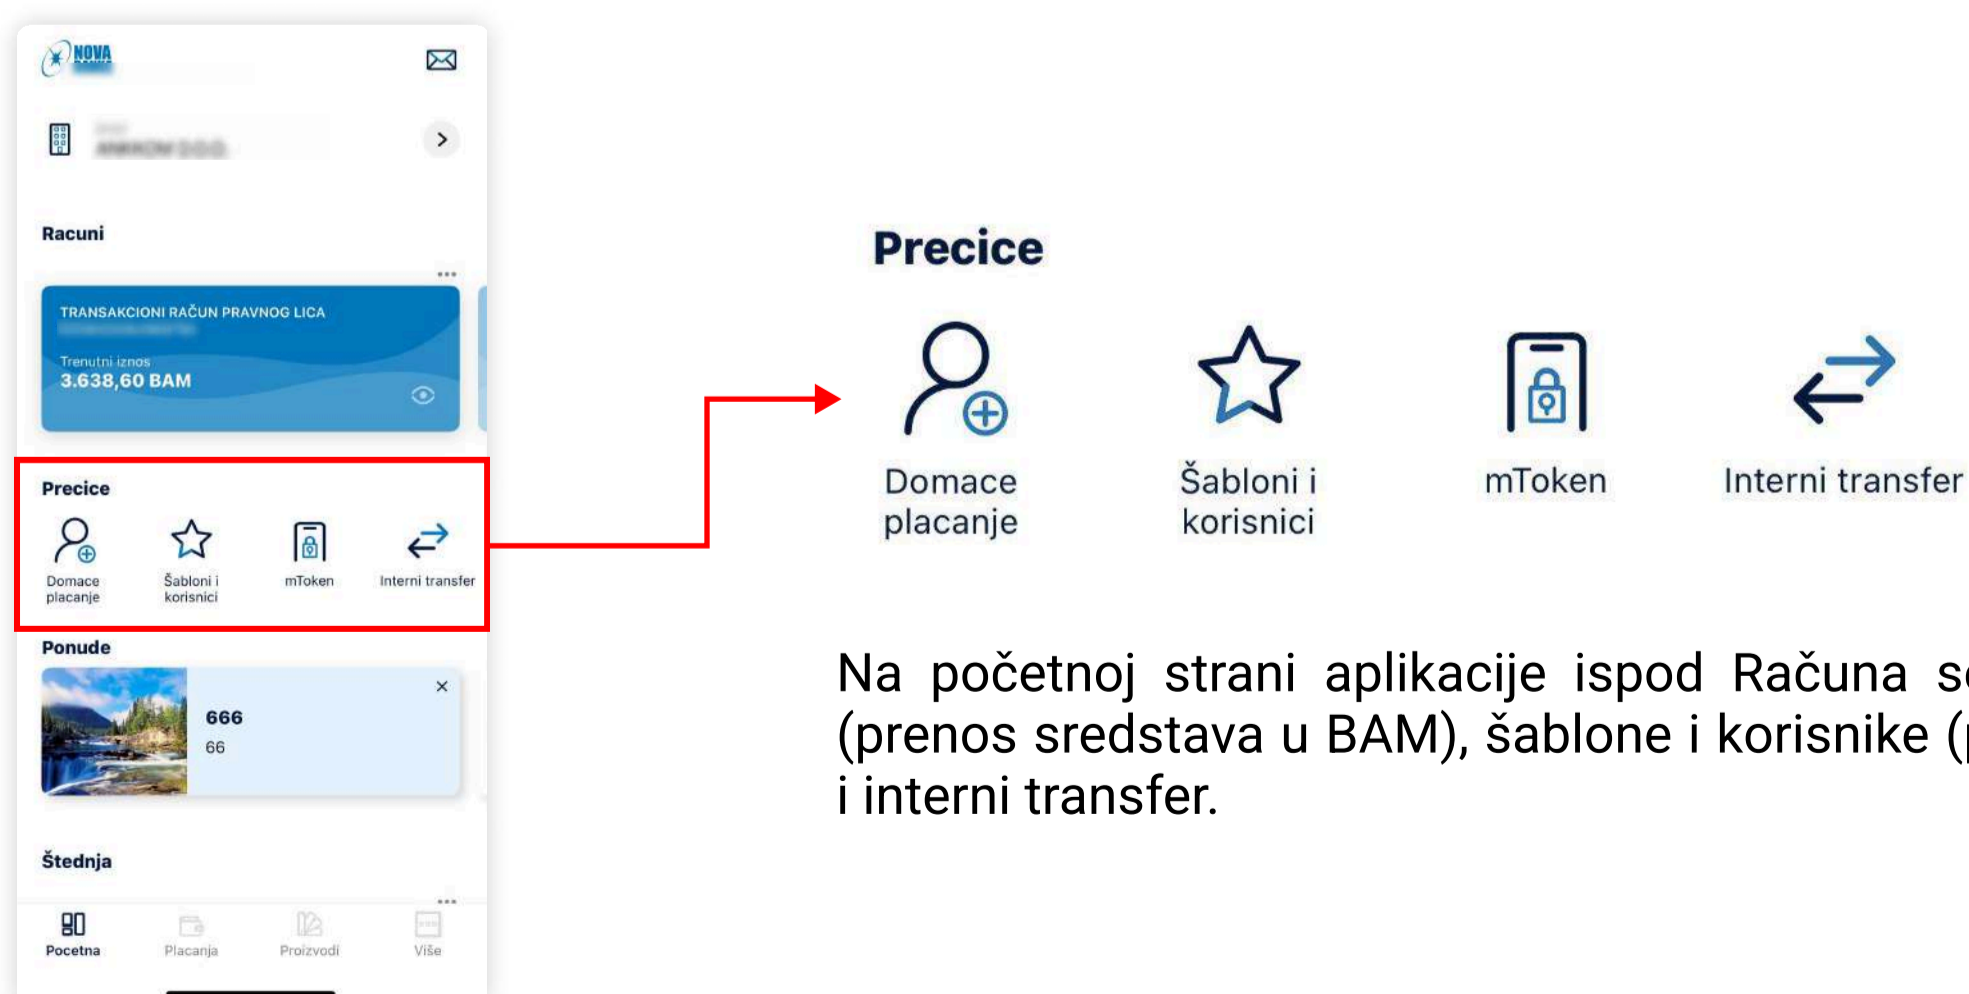 NOVA
Racuni
TRANSAKCIONI RAČUN PRAVNOG LICA
Trenutni iznos
3.638,60 BAM
Precice
Domace
placanje
Šabloni i
korisnici
mToken
Interni transfer
Ponude
666
66
Štednja
Pocetna
Placanja
Proizvodi
Više
Precice
Domace
placanje
Šabloni i
korisnici
mToken
Interni transfer
Na početnoj strani aplikacije ispod Računa
(prenos sredstava u BAM), šablone i korisnike
i interni transfer.